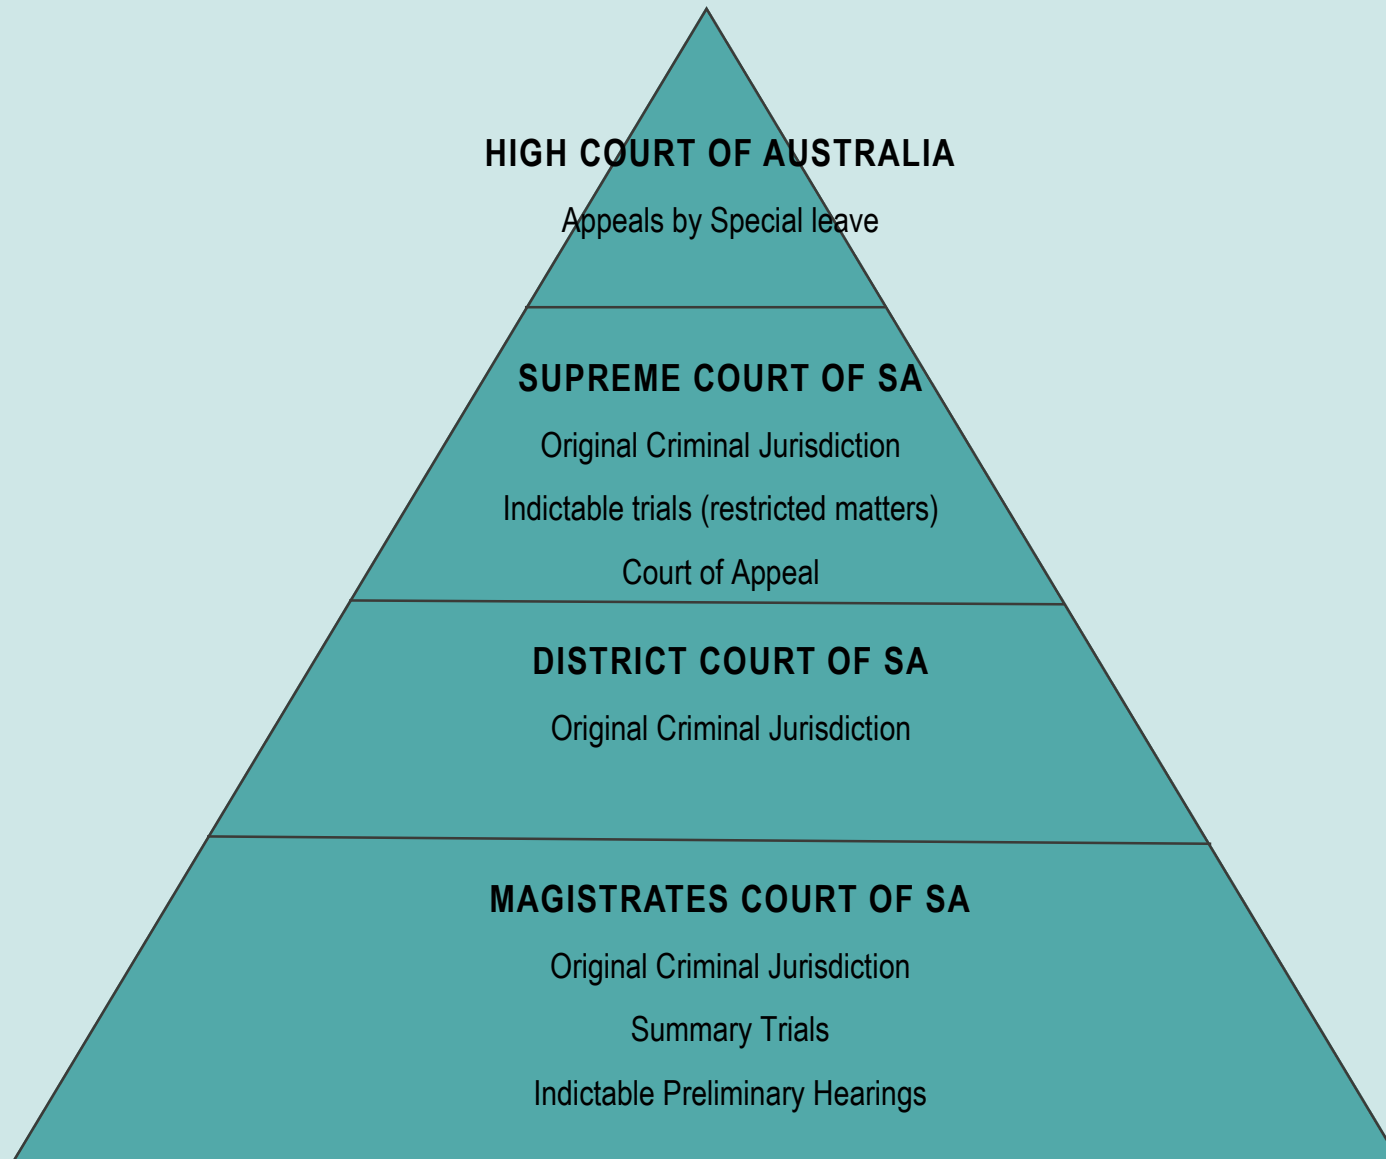 HIGH COURT OF AUSTRALIA
Appeals by Special leave
SUPREME COURT OF SA
Original Criminal Jurisdiction
Indictable trials (restricted matters)
Court of Appeal
DISTRICT COURT OF SA
Original Criminal Jurisdiction
MAGISTRATES COURT OF SA
Original Criminal Jurisdiction
Summary Trials
Indictable Preliminary Hearings